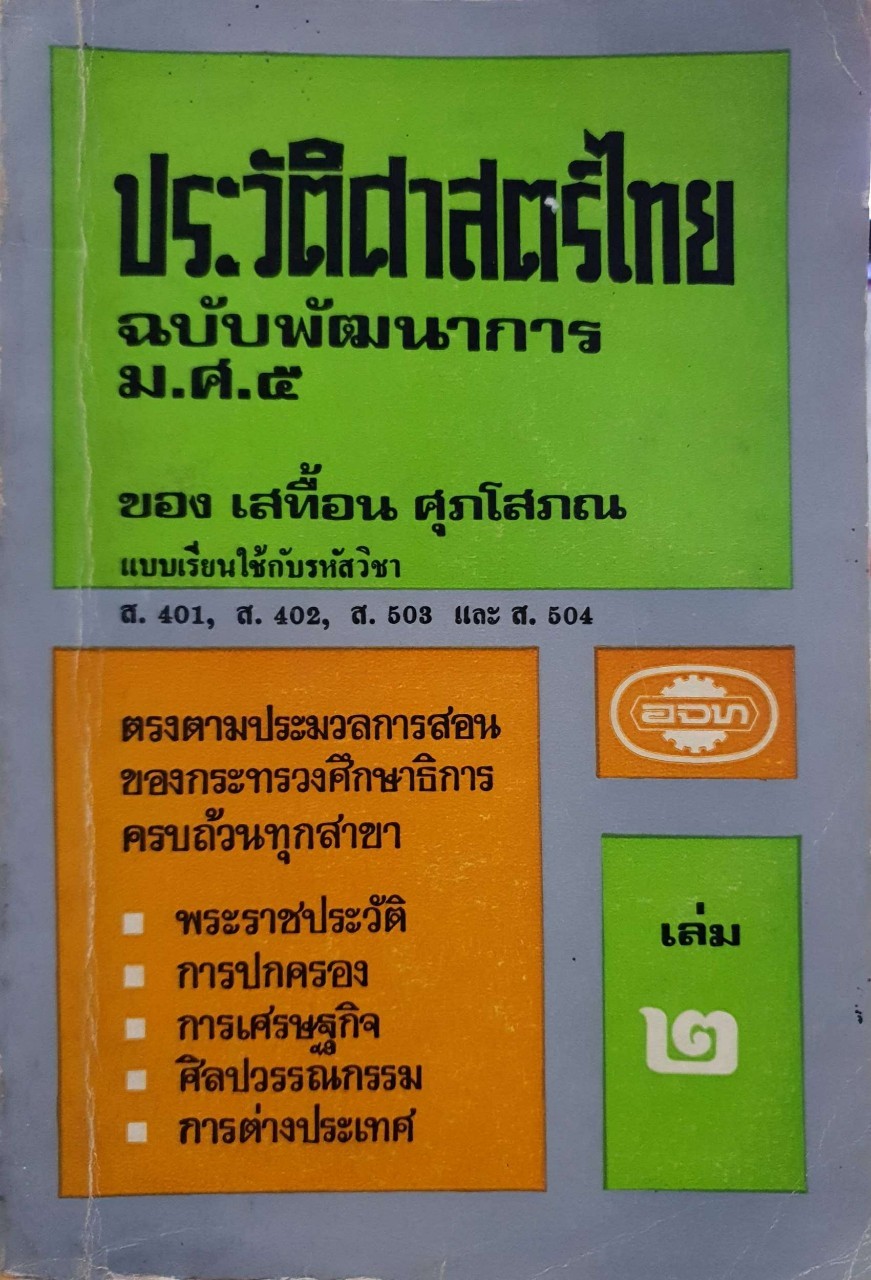 ประวัติศาสตร์ไทย
ฉบับพัฒนาการ
ม.ศ.๕
ของ เสทื้อน ศุภโสภณ
แบบเรียนใช้กับรหัสวิชา
ส. 401, ส. 402, ส. 503 และ ส. 504
ตรงตามประมวลการสอน
ของกระทรวงศึกษาธิการ
ครบถ้วนทุกสาขา
พระราชประวัติ
การปกครอง
การเศรษฐกิจ
ศิลปวรรณกรรม
การต่างประเทศ
อจท
เล่ม
๒